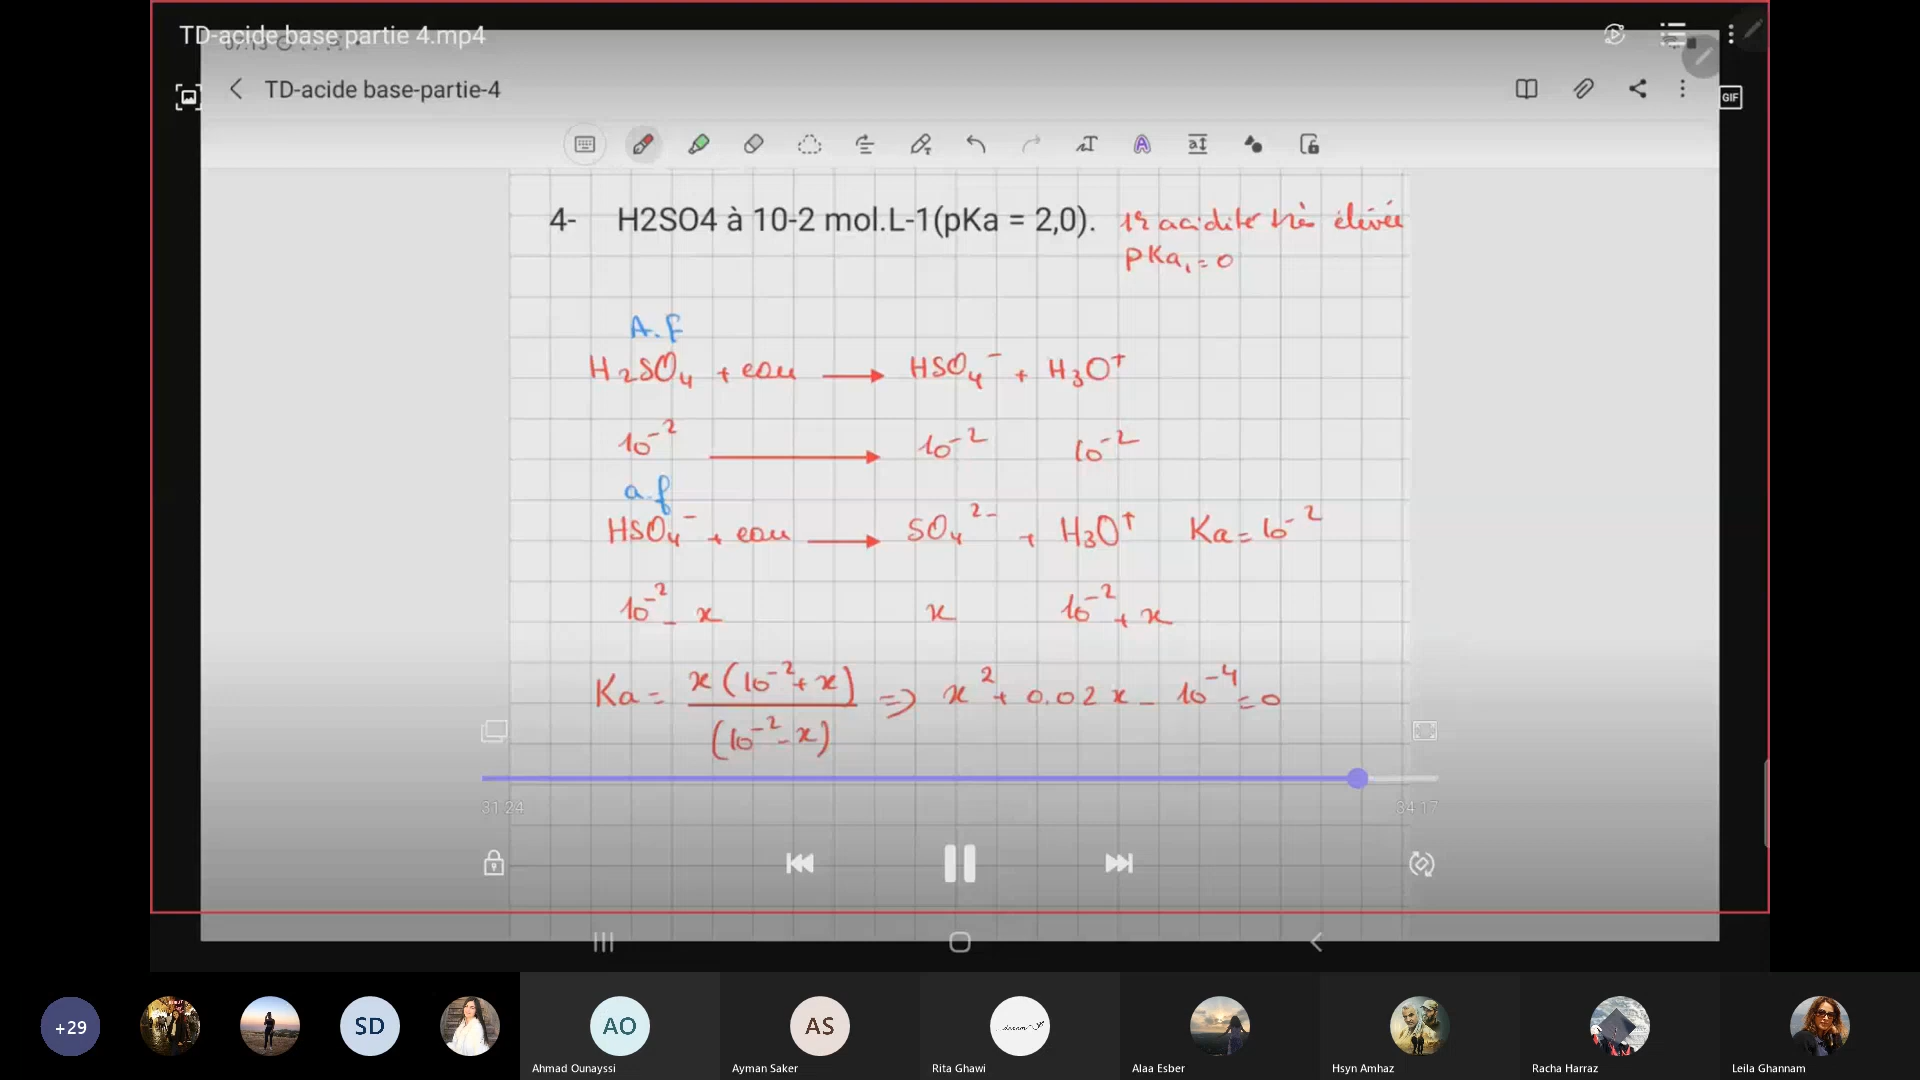 TD-acide base partie 4.mp4
TD-acide base-partie-4
GIF
4- H2SO4 à 10-2 mol.L-1(pKa = 2,0). 1re acidité très élevée
pKa₁ = 0
A.F
H₂SO₄ + eau → HSO₄⁻ + H₃O⁺
10⁻² → 10⁻² 10⁻²
a.f
HSO₄⁻ + eau → SO₄²⁻ + H₃O⁺ Ka = 10⁻²
10⁻² - x x 10⁻² + x
Ka = x(10⁻² + x) / (10⁻² - x) => x² + 0.02x - 10⁻⁴ = 0
31:24 34:17
+29 SD AO AS
Ahmad Ounayssi Ayman Saker Rita Ghawi Alaa Esber Hsyn Amhaz Racha Harraz Leila Ghannam